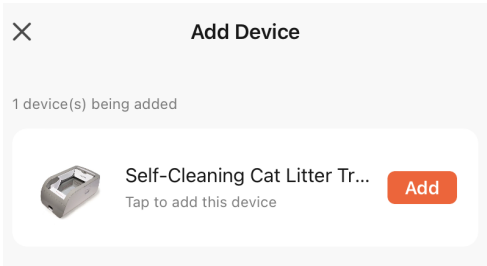 Add Device
1 device(s) being added
Self-Cleaning Cat Litter Tr...
Tap to add this device
Add